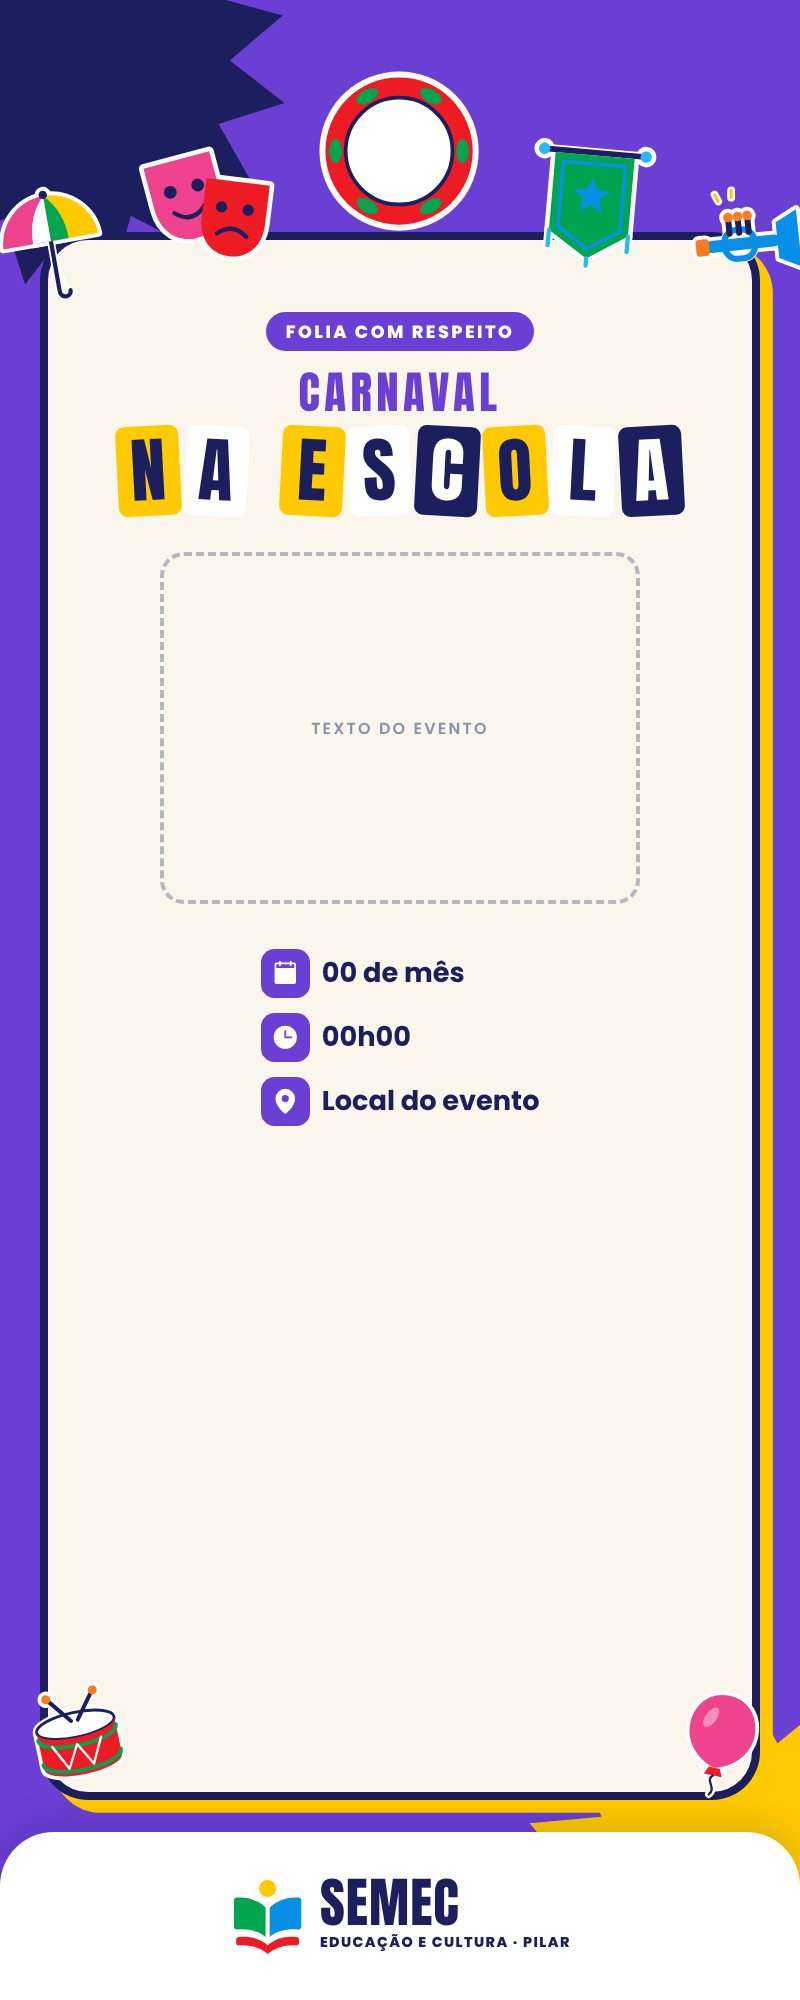 FOLIA COM RESPEITO
CARNAVAL
NA ESCOLA
TEXTO DO EVENTO
00 de mês
00h00
Local do evento
SEMEC
EDUCAÇÃO E CULTURA · PILAR